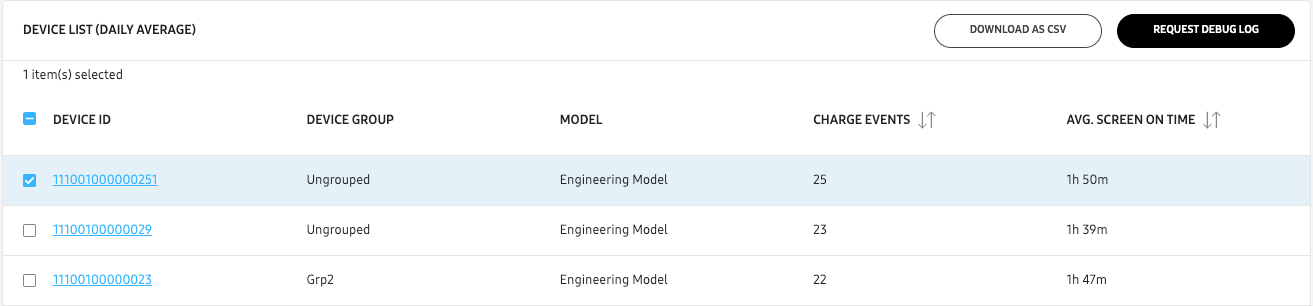 DEVICE LIST (DAILY AVERAGE) DOWNLOAD AS CSV REQUEST DEBUG LOG
1 item(s) selected
DEVICE ID DEVICE GROUP MODEL CHARGE EVENTS AVG. SCREEN ON TIME
111001000000251 Ungrouped Engineering Model 25 1h 50m
11100100000029 Ungrouped Engineering Model 23 1h 39m
11100100000023 Grp2 Engineering Model 22 1h 47m